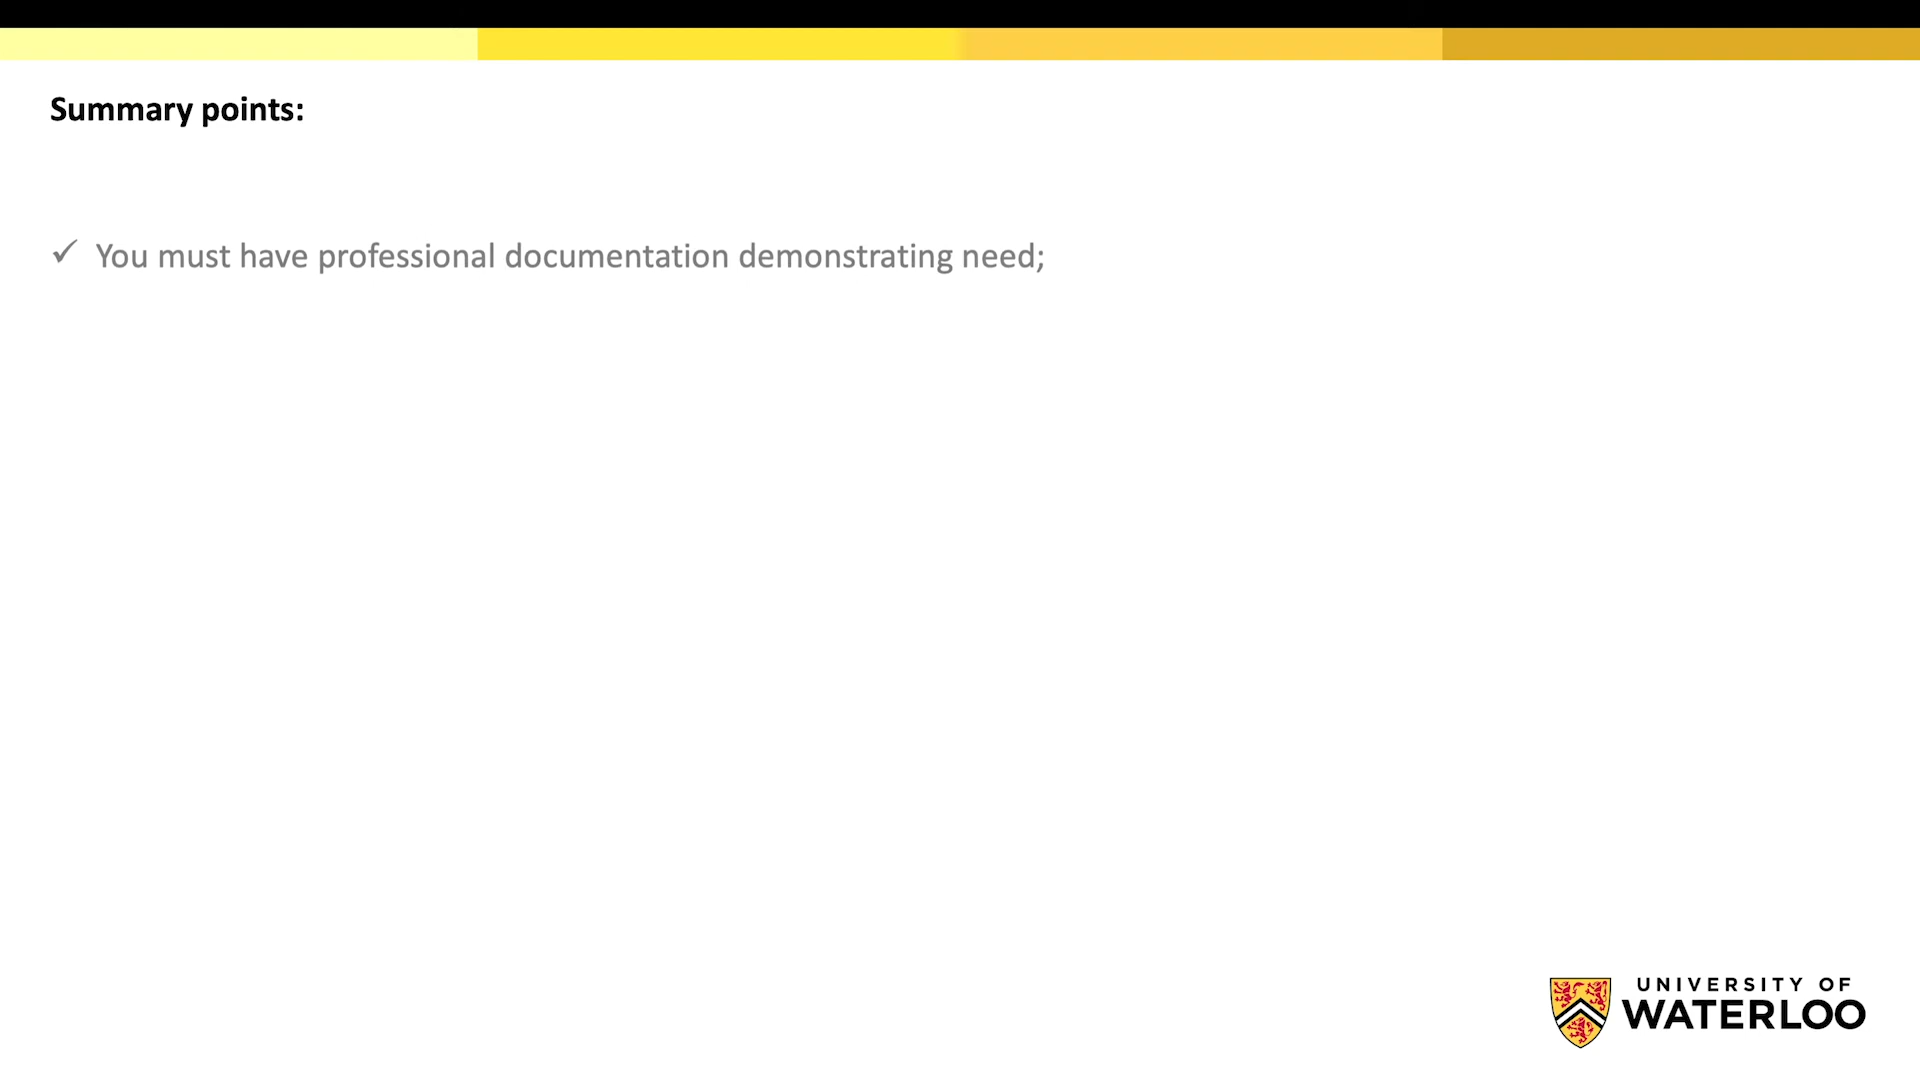 Summary points:
✓ You must have professional documentation demonstrating need;
UNIVERSITY OF
WATERLOO